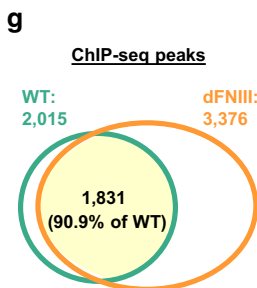 g
ChIP-seq peaks
WT: dFNIII:
2,015 3,376
1,831
(90.9% of WT)